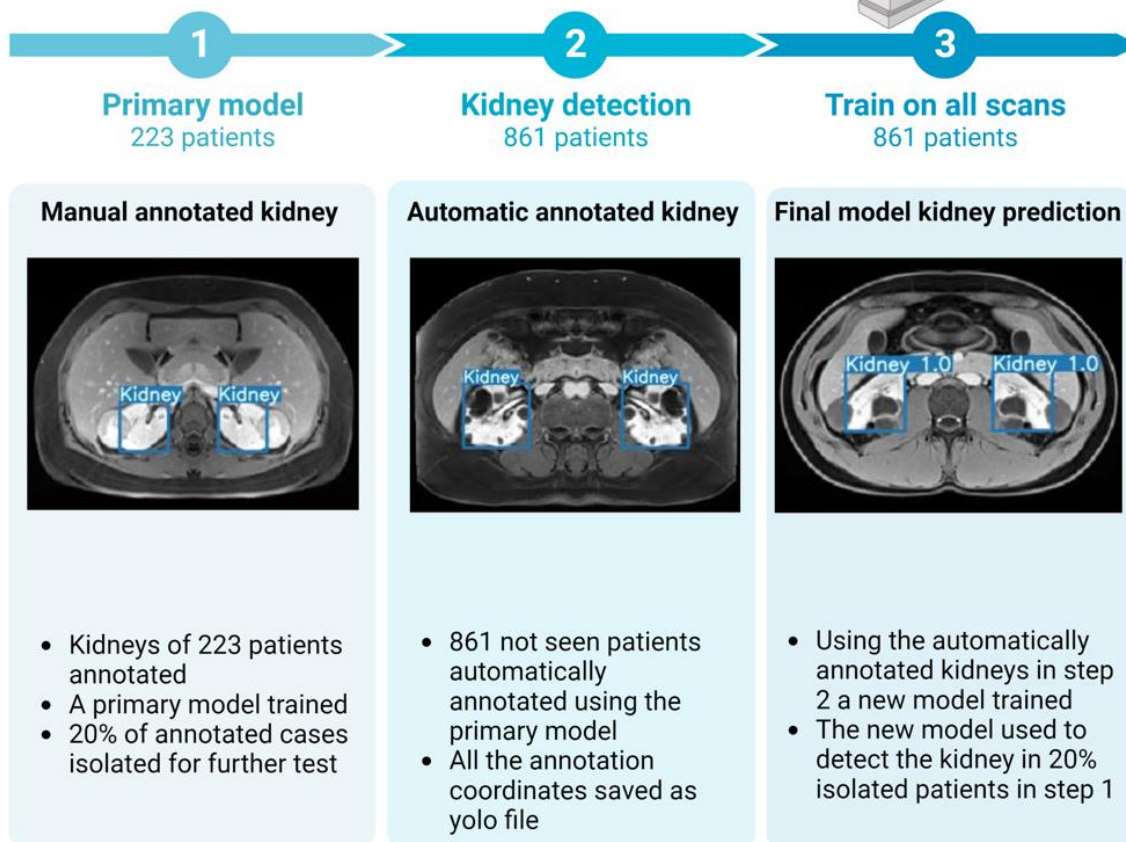 1
2
3
Primary model
223 patients
Kidney detection
861 patients
Train on all scans
861 patients
Manual annotated kidney
Kidney
Kidney
• Kidneys of 223 patients
annotated
• A primary model trained
• 20% of annotated cases
isolated for further test
Automatic annotated kidney
Kidney
Kidney
• 861 not seen patients
automatically
annotated using the
primary model
• All the annotation
coordinates saved as
yolo file
Final model kidney prediction
Kidney 1.0
Kidney 1.0
• Using the automatically
annotated kidneys in step
2 a new model trained
• The new model used to
detect the kidney in 20%
isolated patients in step 1